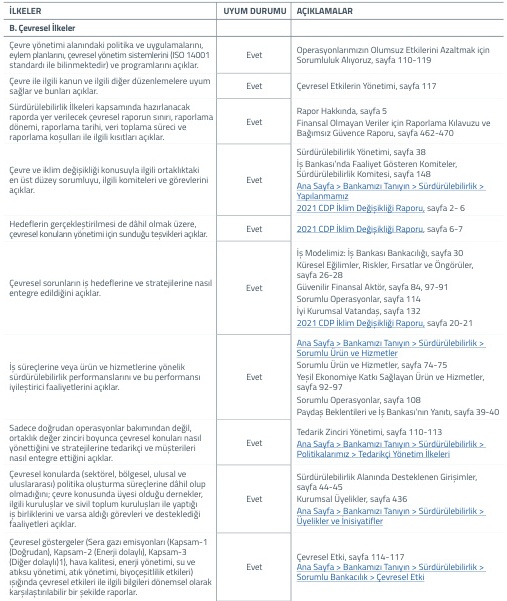 İLKELER UYUM DURUMU AÇIKLAMALAR
B. Çevresel İlkeler
Çevre yönetimi alanındaki politika ve uygulamalarını,
eylem planlarını, çevresel yönetim sistemlerini (ISO 14001
standardı ile bilinmektedir) ve programlarını açıklar.
Evet
Operasyonlarımızın Olumsuz Etkilerini Azaltmak için
Sorumluluk Alıyoruz, sayfa 110-119
Çevre ile ilgili kanun ve ilgili diğer düzenlemelere uyum
sağlar ve bunları açıklar.
Evet
Çevresel Etkilerin Yönetimi, sayfa 117
Sürdürülebilirlik İlkeleri kapsamında hazırlanacak
raporda yer verilecek çevresel raporun sınırı, raporlama
dönemi, raporlama tarihi, veri toplama süreci ve
raporlama koşulları ile ilgili kısıtları açıklar.
Evet
Rapor Hakkında, sayfa 5
Finansal Olmayan Veriler için Raporlama Kılavuzu ve
Bağımsız Güvence Raporu, sayfa 462-470
Çevre ve iklim değişikliği konusuyla ilgili ortaklıktaki
en üst düzey sorumluyu, ilgili komiteleri ve görevlerini
açıklar.
Evet
Sürdürülebilirlik Yönetimi, sayfa 38
İş Bankası'nda Faaliyet Gösteren Komiteler,
Sürdürülebilirlik Komitesi, sayfa 148
Ana Sayfa > Bankamızı Tanıyın > Sürdürülebilirlik >
Yapılanmamız
2021 CDP İklim Değişikliği Raporu, sayfa 2- 6
Hedeflerin gerçekleştirilmesi de dâhil olmak üzere,
çevresel konuların yönetimi için sunduğu teşvikleri açıklar.
Evet
2021 CDP İklim Değişikliği Raporu, sayfa 6-7
Çevresel sorunların iş hedeflerine ve stratejilerine nasıl
entegre edildiğini açıklar.
Evet
İş Modelimiz: İş Bankası Bankacılığı, sayfa 30
Küresel Eğilimler, Riskler, Fırsatlar ve Öngörüler,
sayfa 26-28
Güvenilir Finansal Aktör, sayfa 84, 97-91
Sorumlu Operasyonlar, sayfa 114
İyi Kurumsal Vatandaş, sayfa 132
2021 CDP İklim Değişikliği Raporu, sayfa 20-21
İş süreçlerine veya ürün ve hizmetlerine yönelik
sürdürülebilirlik performanslarını ve bu performansı
iyileştirici faaliyetlerini açıklar.
Evet
Ana Sayfa > Bankamızı Tanıyın > Sürdürülebilirlik >
Sorumlu Ürün ve Hizmetler
Sorumlu Ürün ve Hizmetler, sayfa 74-75
Yeşil Ekonomiye Katkı Sağlayan Ürün ve Hizmetler,
sayfa 92-97
Sorumlu Operasyonlar, sayfa 108
Paydaş Beklentileri ve İş Bankası'nın Yanıtı, sayfa 39-40
Sadece doğrudan operasyonlar bakımından değil,
ortaklık değer zinciri boyunca çevresel konuları nasıl
yönettiğini ve stratejilerine tedarikçi ve müşterileri
nasıl entegre ettiğini açıklar.
Evet
Tedarik Zinciri Yönetimi, sayfa 110-113
Ana Sayfa > Bankamızı Tanıyın > Sürdürülebilirlik >
Politikalarımız > Tedarikçi Yönetim İlkeleri
Çevresel konularda (sektörel, bölgesel, ulusal ve
uluslararası) politika oluşturma süreçlerine dâhil olup
olmadığını; çevre konusunda üyesi olduğu dernekler,
ilgili kuruluşlar ve sivil toplum kuruluşları ile yaptığı
iş birliklerini ve varsa aldığı görevleri ve desteklediği
faaliyetleri açıklar.
Evet
Sürdürülebilirlik Alanında Desteklenen Girişimler,
sayfa 44-45
Kurumsal Üyelikler, sayfa 436
Ana Sayfa > Bankamızı Tanıyın > Sürdürülebilirlik >
Üyelikler ve İnisiyatifler
Çevresel göstergeler (Sera gazı emisyonları (Kapsam-1
(Doğrudan), Kapsam-2 (Enerji dolaylı), Kapsam-3
(Diğer dolaylı)1), hava kalitesi, enerji yönetimi, su ve
atıksu yönetimi, atık yönetimi, biyoçeşitlilik etkileri)
ışığında çevresel etkileri ile ilgili bilgileri dönemsel olarak
karşılaştırılabilir bir şekilde raporlar.
Evet
Çevresel Etki, sayfa 114-117
Ana Sayfa > Bankamızı Tanıyın > Sürdürülebilirlik >
Sorumlu Bankacılık > Çevresel Etki